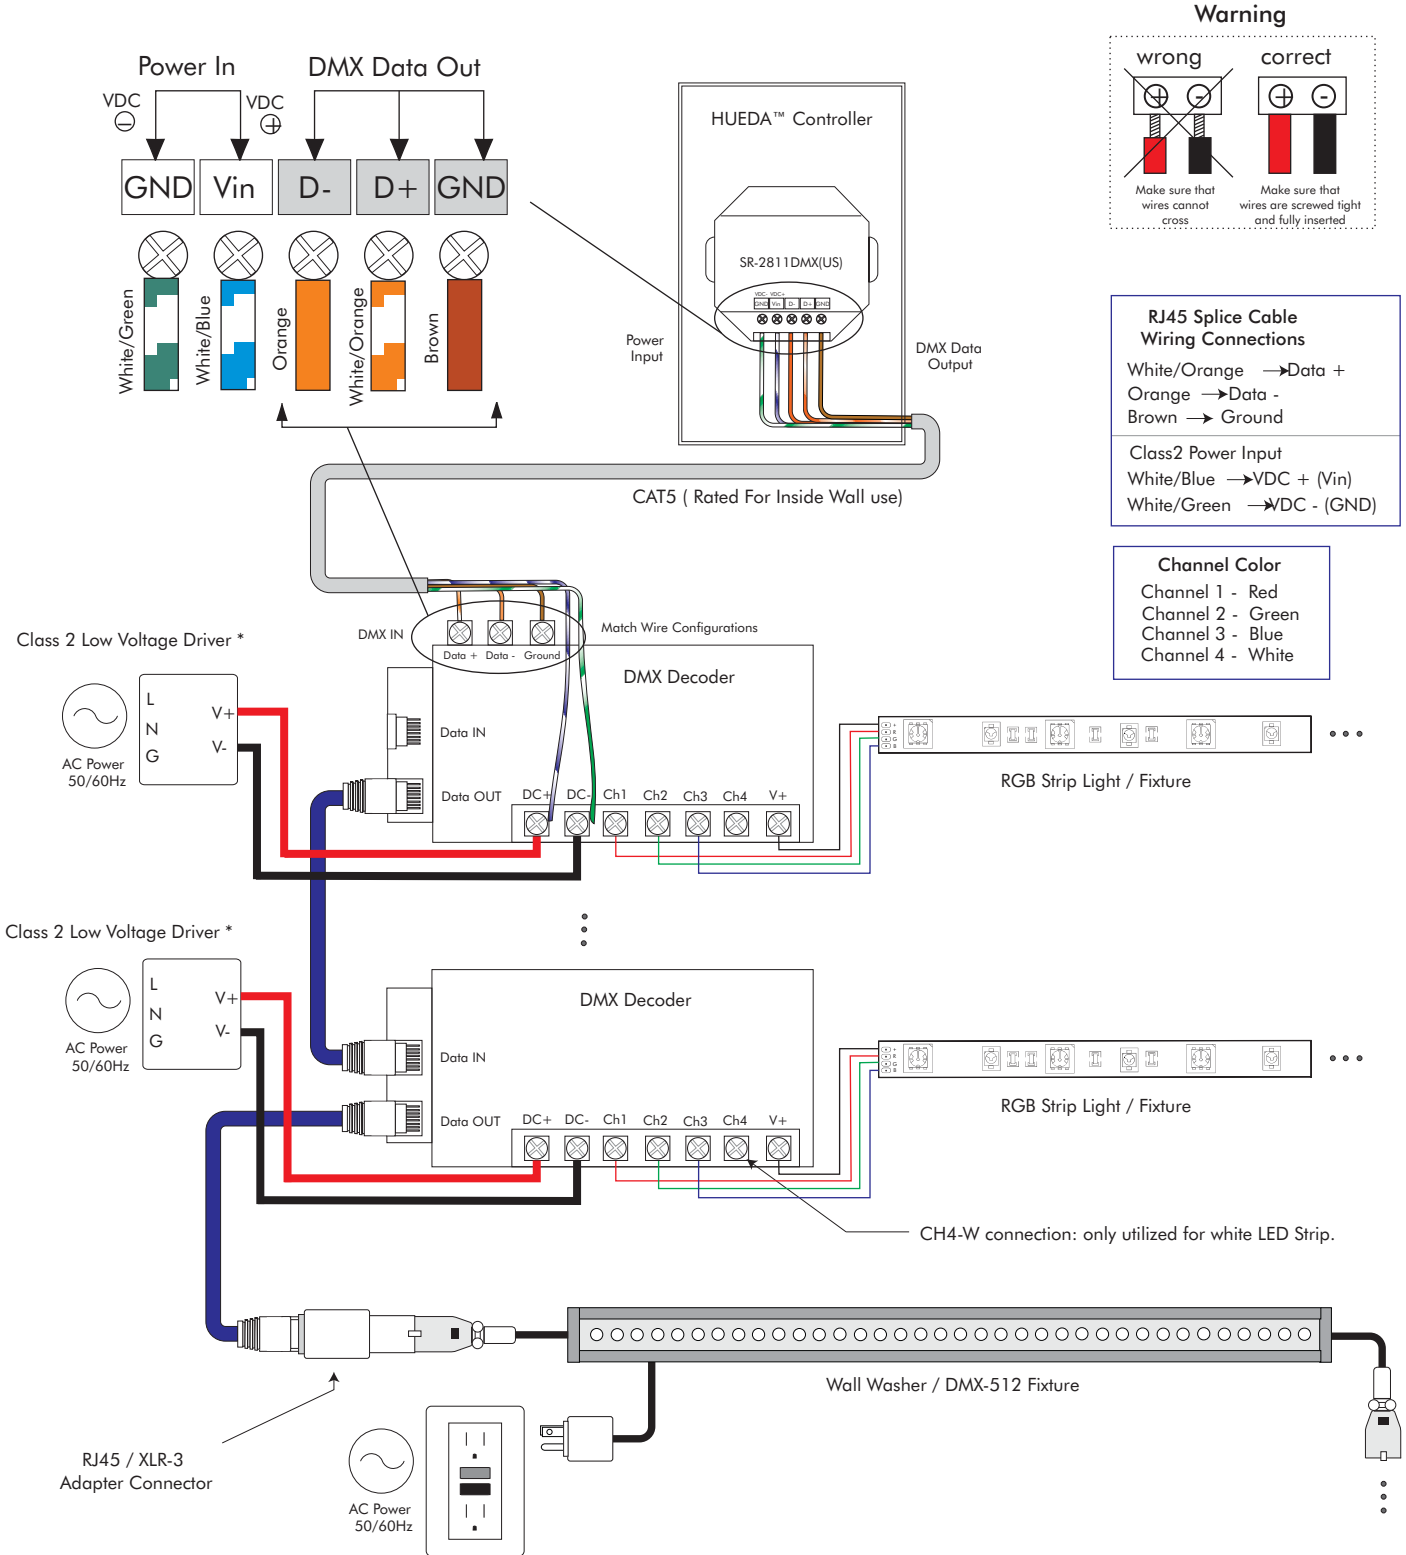 Warning
wrong
correct
Make sure that
wires cannot
cross
Make sure that
wires are screwed tight
and fully inserted
Power In
DMX Data Out
VDC
VDC
GND
Vin
D-
D+
GND
White/Green
White/Blue
Orange
White/Orange
Brown
HUEDA™ Controller
SR-2811DMX(US)
VDC- VDC+
GND Vin D- D+ GND
Power
Input
DMX Data
Output
CAT5 ( Rated For Inside Wall use)
RJ45 Splice Cable
Wiring Connections
White/Orange → Data +
Orange → Data -
Brown → Ground
Class2 Power Input
White/Blue → VDC + (Vin)
White/Green → VDC - (GND)
Channel Color
Channel 1 - Red
Channel 2 - Green
Channel 3 - Blue
Channel 4 - White
Class 2 Low Voltage Driver *
AC Power
50/60Hz
L
N
G
V+
V-
DMX IN
Match Wire Configurations
Data + Data - Ground
DMX Decoder
Data IN
Data OUT
DC+ DC- Ch1 Ch2 Ch3 Ch4 V+
+
R
G
B
RGB Strip Light / Fixture
Class 2 Low Voltage Driver *
AC Power
50/60Hz
L
N
G
V+
V-
DMX Decoder
Data IN
Data OUT
DC+ DC- Ch1 Ch2 Ch3 Ch4 V+
+
R
G
B
RGB Strip Light / Fixture
CH4-W connection: only utilized for white LED Strip.
Wall Washer / DMX-512 Fixture
RJ45 / XLR-3
Adapter Connector
AC Power
50/60Hz